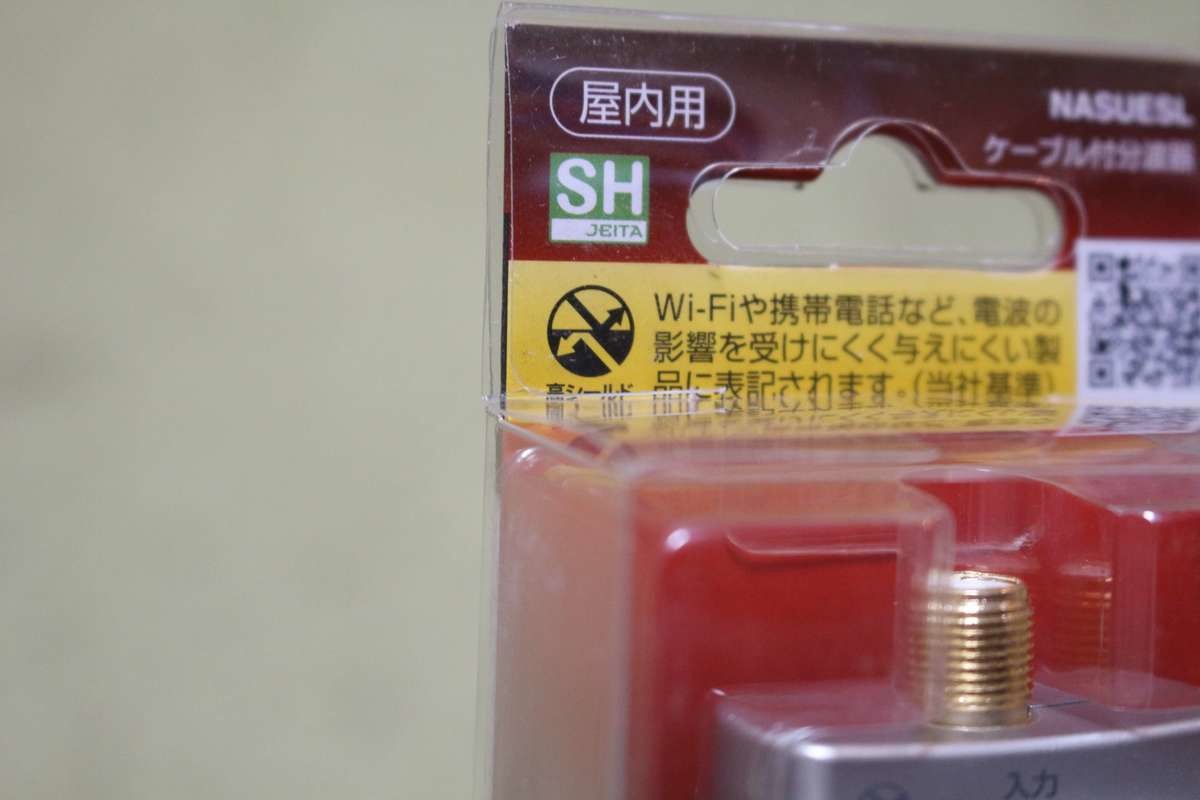 屋内用
NASUESL
ケーブル付分波器
SH
JEITA
Wi-Fiや携帯電話など、電波の
影響を受けにくく与えにくい製
品に表記されます。(当社基準)
高シールド
入力